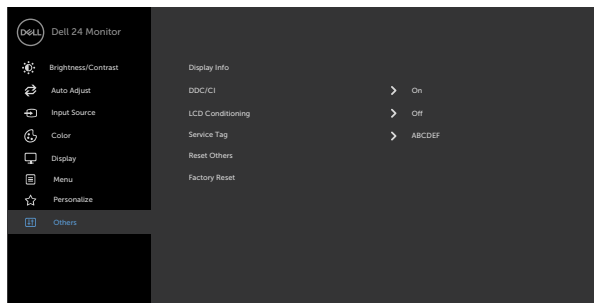 DELL Dell 24 Monitor
Brightness/Contrast Display Info
Auto Adjust DDC/CI On
Input Source LCD Conditioning Off
Color Service Tag ABCDEF
Display Reset Others
Menu Factory Reset
Personalize
Others